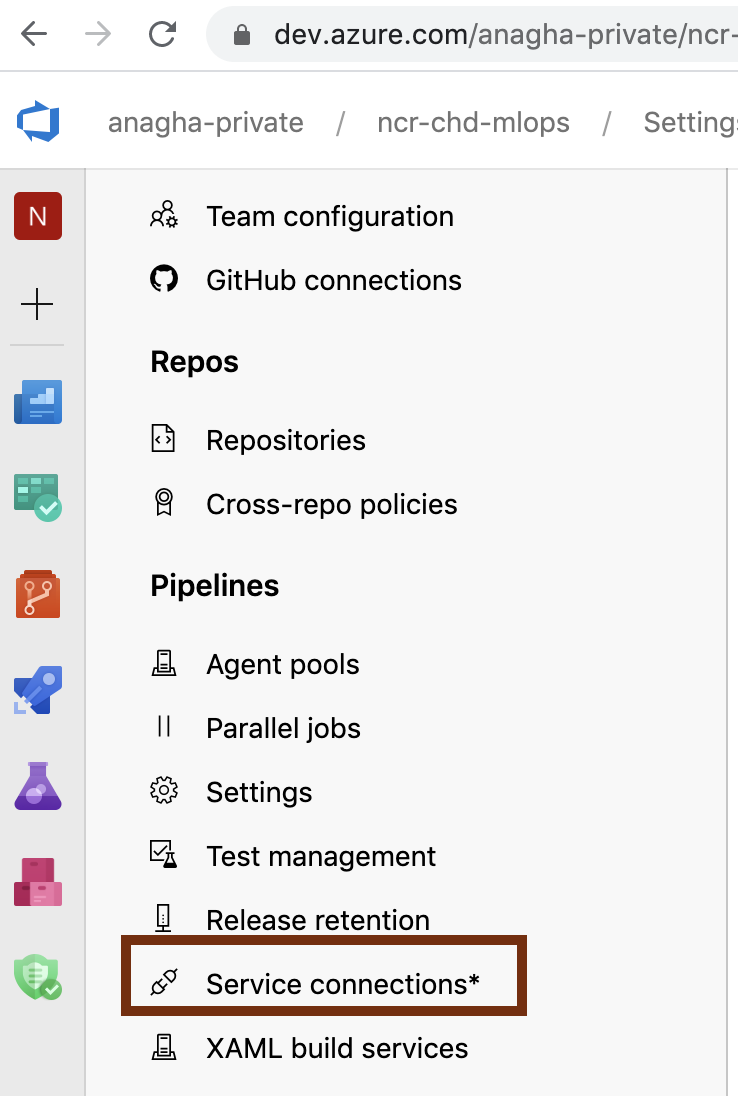 dev.azure.com/anagha-private/ncr-
anagha-private / ncr-chd-mlops / Settings
N
Team configuration
GitHub connections
Repos
Repositories
Cross-repo policies
Pipelines
Agent pools
Parallel jobs
Settings
Test management
Release retention
Service connections*
XAML build services